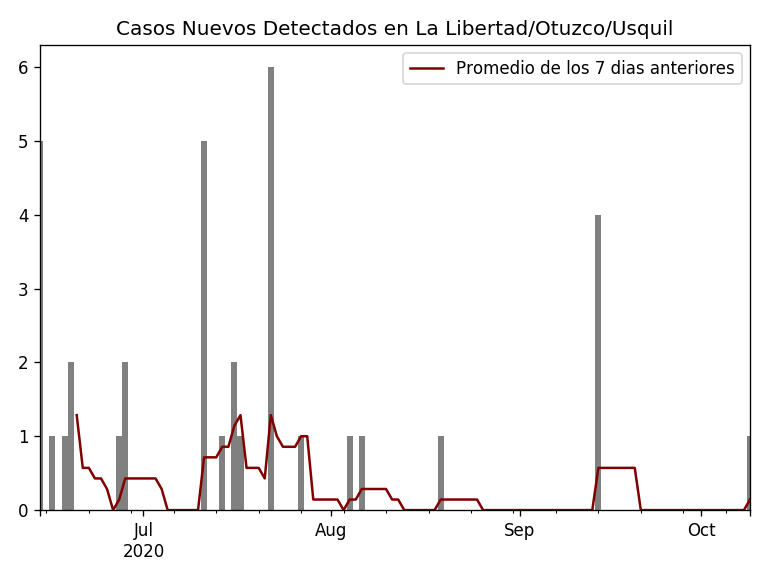 Casos Nuevos Detectados en La Libertad/Otuzco/Usquil
Promedio de los 7 dias anteriores
6
5
4
3
2
1
0
Jul
2020
Aug
Sep
Oct